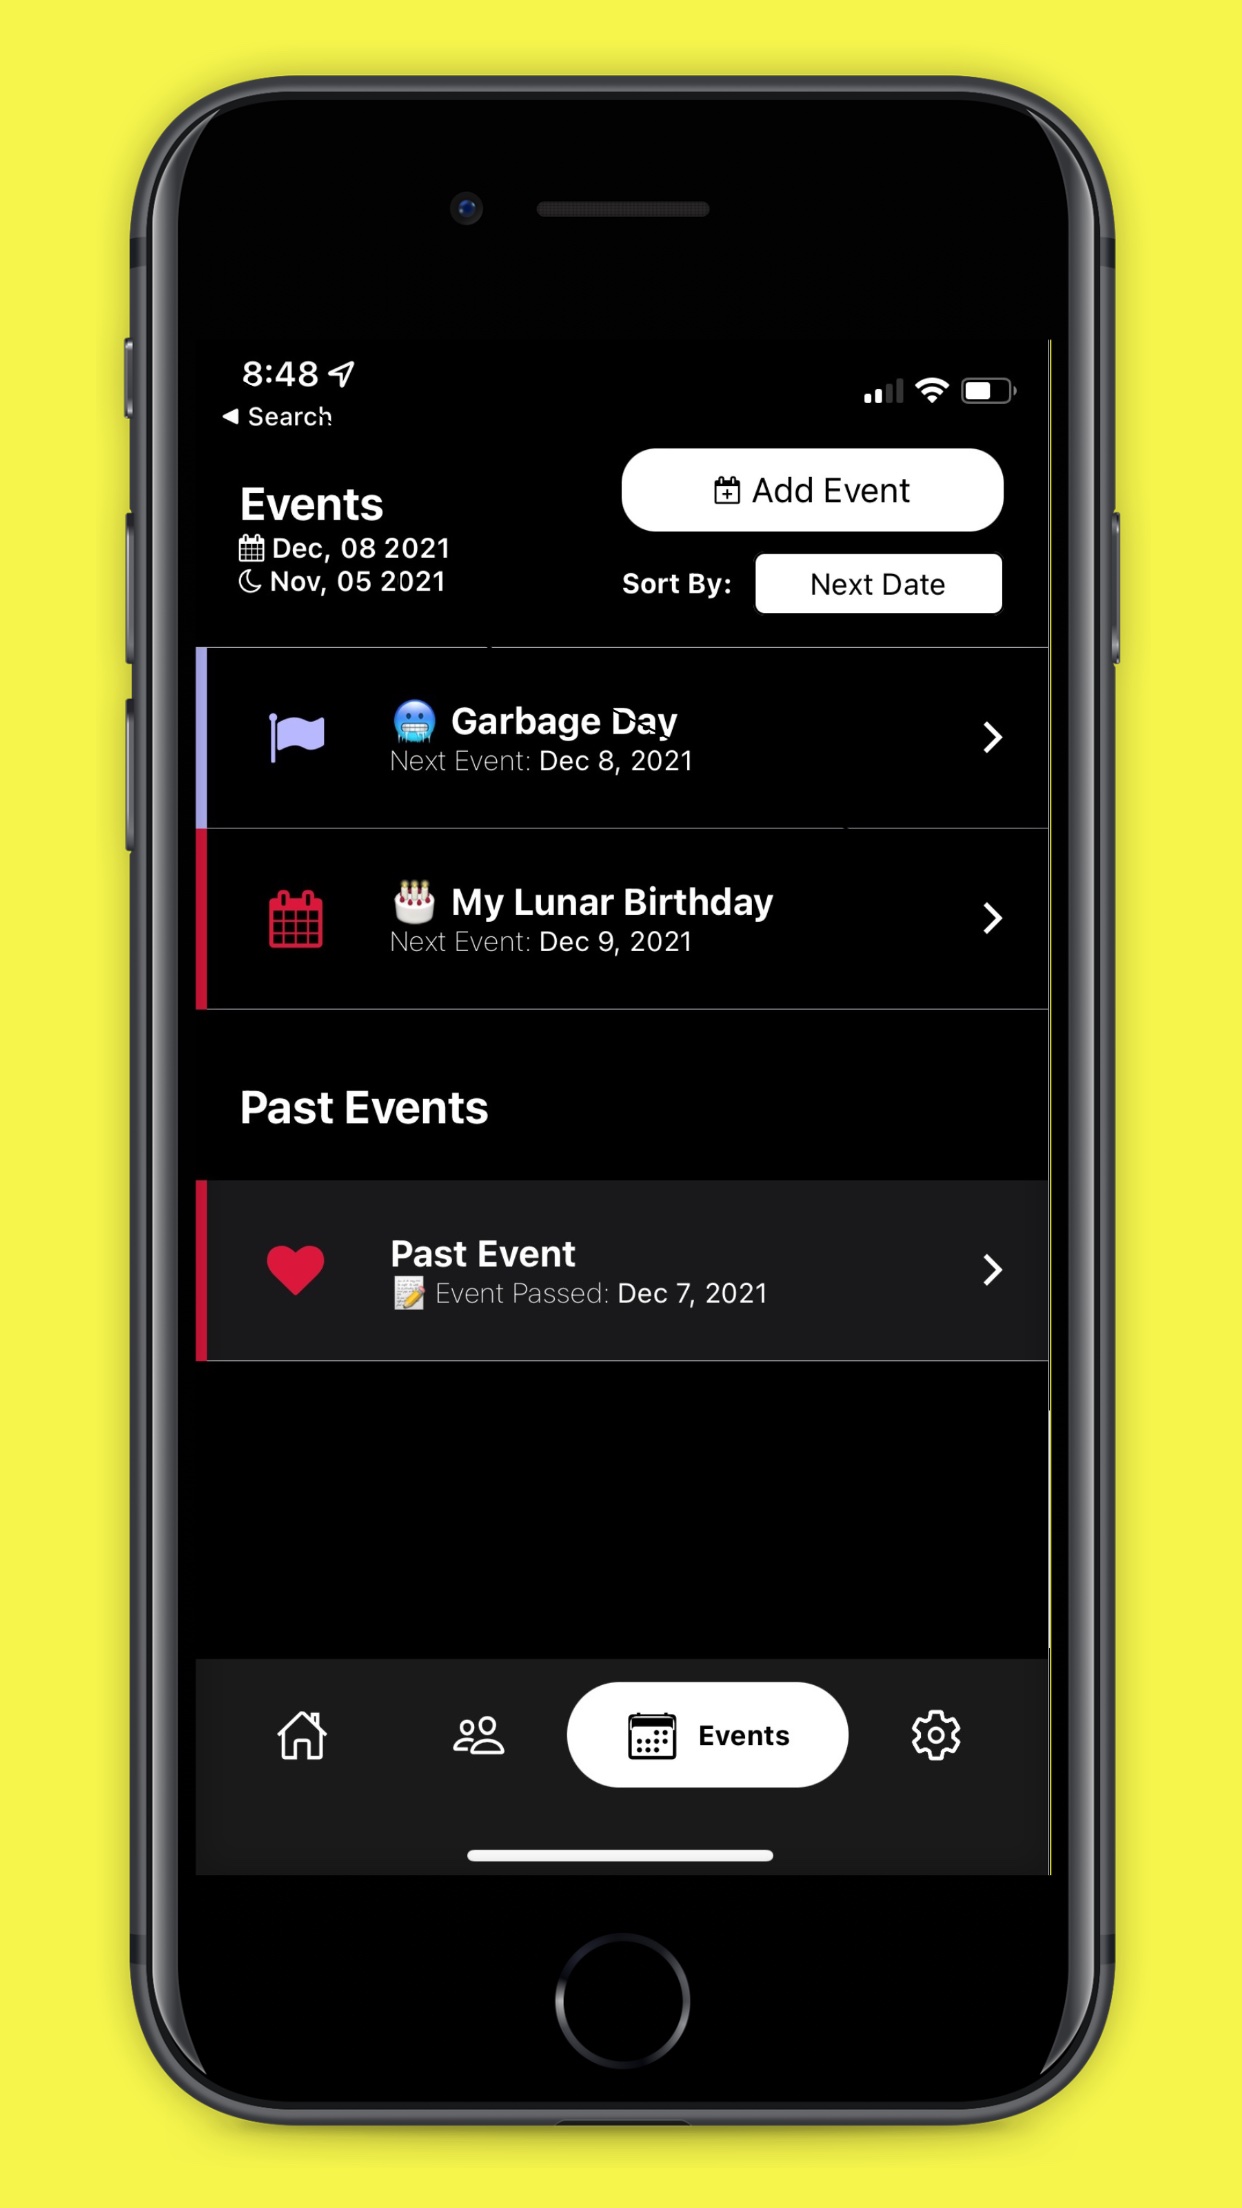 8:48
Search
Events
Add Event
Dec, 08 2021
Nov, 05 2021
Sort By:
Next Date
Garbage Day
Next Event: Dec 8, 2021
My Lunar Birthday
Next Event: Dec 9, 2021
Past Events
Past Event
Event Passed: Dec 7, 2021
Events